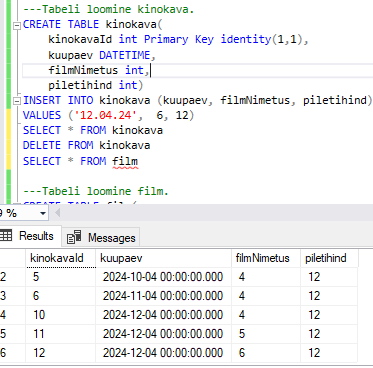 ---Tabeli loomine kinokava.
CREATE TABLE kinokava(
kinokavaId int Primary Key identity(1,1),
kuupaev DATETIME,
filmNimetus int,
piletihind int)
INSERT INTO kinokava (kuupaev, filmNimetus, piletihind)
VALUES ('12.04.24', 6, 12)
SELECT * FROM kinokava
DELETE FROM kinokava
SELECT * FROM film
---Tabeli loomine film.
%
Results Messages
kinokavaId kuupaev filmNimetus piletihind
2 5 2024-10-04 00:00:00.000 4 12
3 6 2024-11-04 00:00:00.000 4 12
4 10 2024-12-04 00:00:00.000 4 12
5 11 2024-12-04 00:00:00.000 5 12
6 12 2024-12-04 00:00:00.000 6 12